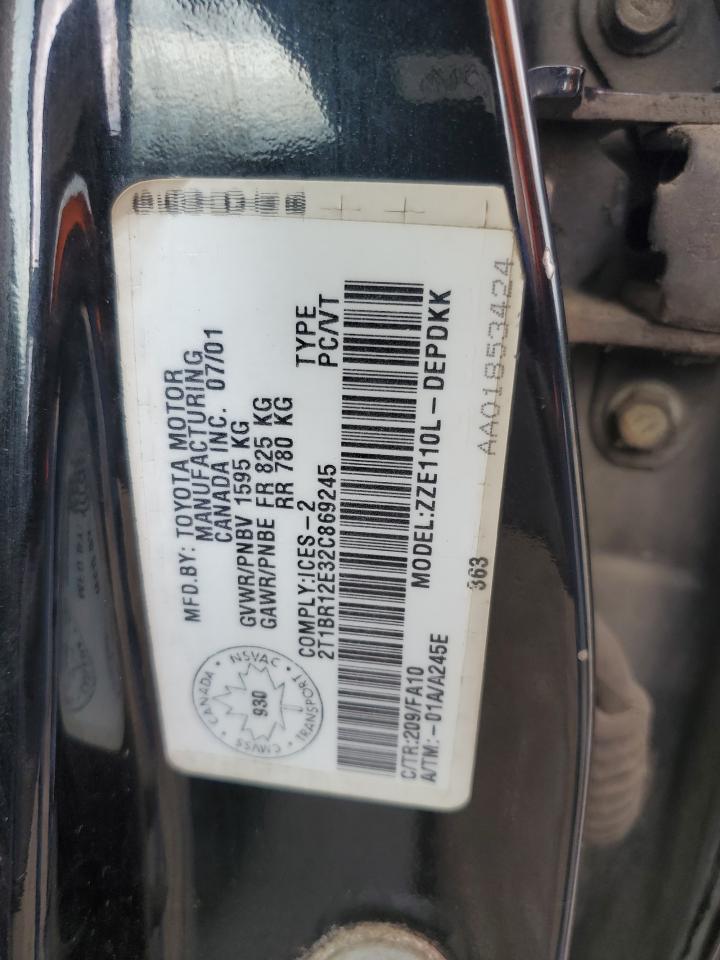 MFD.BY: TOYOTA MOTOR
MANUFACTURING
CANADA INC. 07/01
GVWR/PNBV 1595 KG
GAWR/PNBE FR 825 KG
RR 780 KG
COMPLY:ICES-2 TYPE
2T1BR12E32C869245 PC/VT
CANADA • NSVAC • TRANSPORT • CMVSS •
930
MODEL:ZZE110L-DEPDKK
C/TR:209/FA10
A/TM:-01A/A245E
363
AA01853424